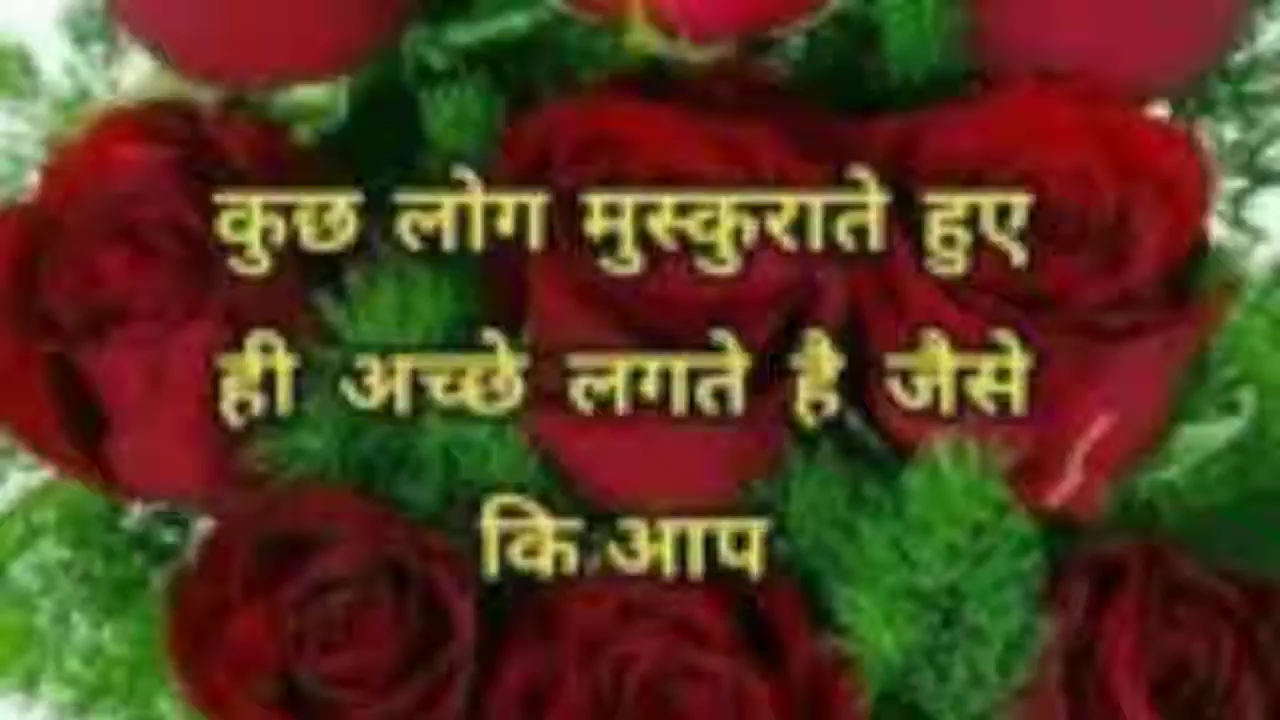 कुछ लोग मुस्कुराते हुए
ही अच्छे लगते है जैसे
कि आप